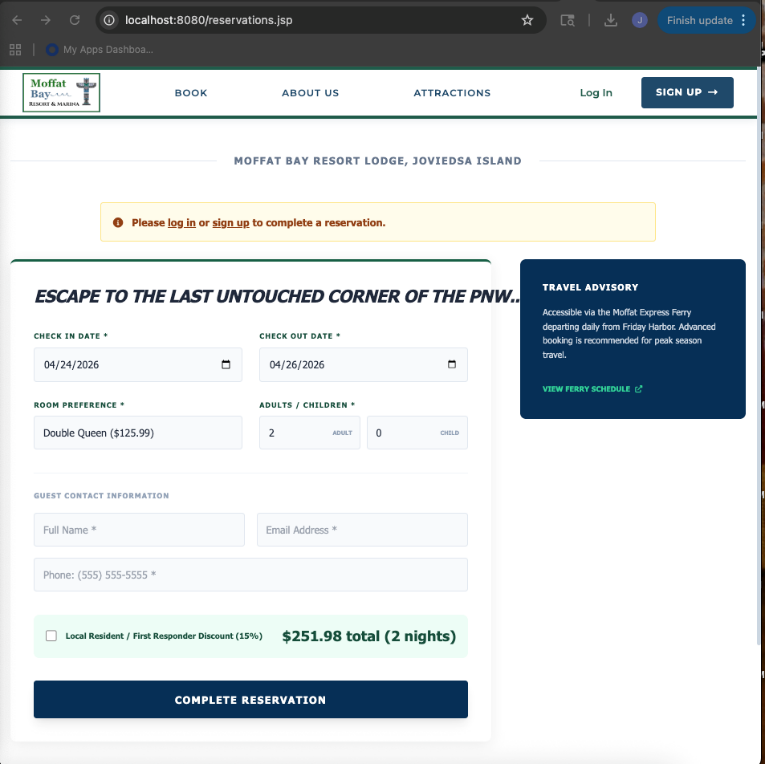 localhost:8080/reservations.jsp
Finish update
My Apps Dashboa...
Moffat
Bay
RESORT & MARINA
BOOK
ABOUT US
ATTRACTIONS
Log In
SIGN UP →
MOFFAT BAY RESORT LODGE, JOVIEDSA ISLAND
Please log in or sign up to complete a reservation.
ESCAPE TO THE LAST UNTOUCHED CORNER OF THE PNW..
CHECK IN DATE *
CHECK OUT DATE *
04/24/2026
04/26/2026
ROOM PREFERENCE *
ADULTS / CHILDREN *
Double Queen ($125.99)
2 ADULT
0 CHILD
GUEST CONTACT INFORMATION
Full Name *
Email Address *
Phone: (555) 555-5555 *
Local Resident / First Responder Discount (15%)
$251.98 total (2 nights)
COMPLETE RESERVATION
TRAVEL ADVISORY
Accessible via the Moffat Express Ferry
departing daily from Friday Harbor. Advanced
booking is recommended for peak season
travel.
VIEW FERRY SCHEDULE